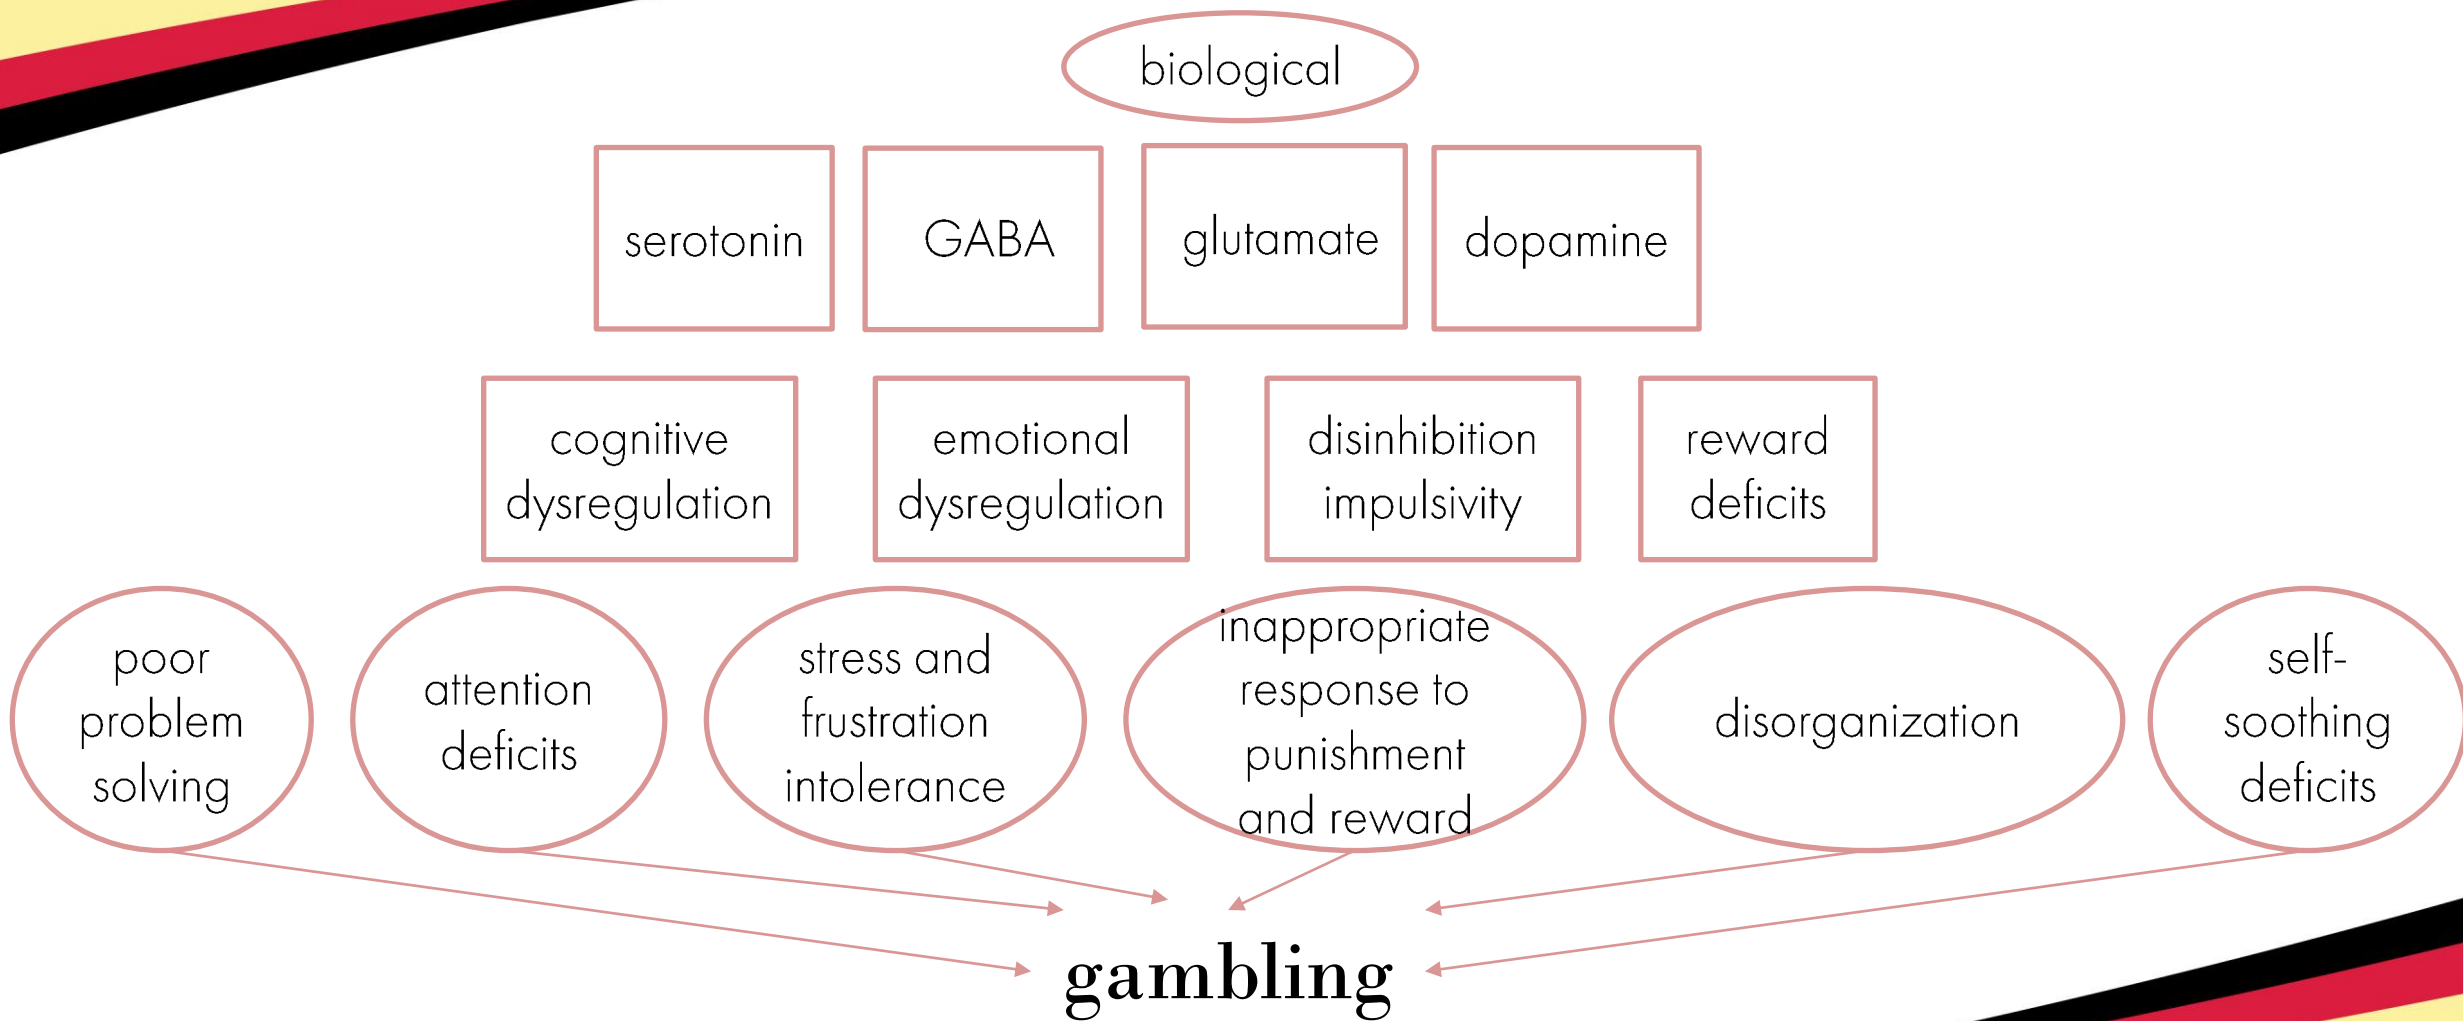 biological
serotonin
GABA
glutamate
dopamine
cognitive
dysregulation
emotional
dysregulation
disinhibition
impulsivity
reward
deficits
poor
problem
solving
attention
deficits
stress and
frustration
intolerance
inappropriate
response to
punishment
and reward
disorganization
self-
soothing
deficits
gambling